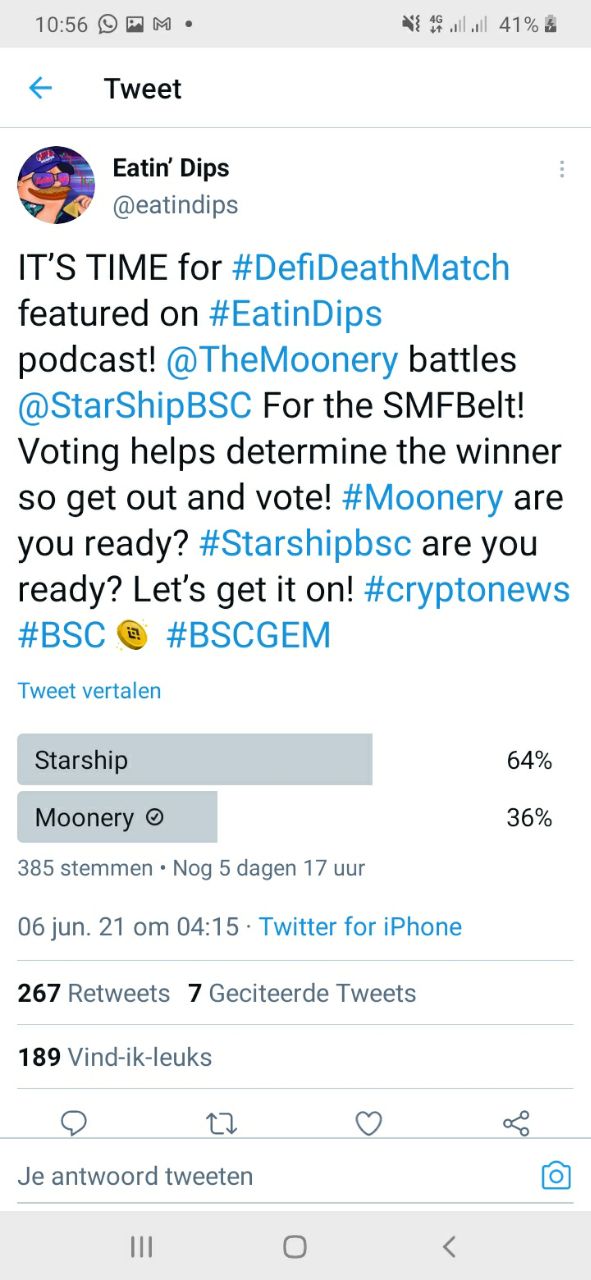 10:56 41%
4G
Tweet
Eatin’ Dips
@eatindips
IT’S TIME for #DefiDeathMatch
featured on #EatinDips
podcast! @TheMoonery battles
@StarShipBSC For the SMFBelt!
Voting helps determine the winner
so get out and vote! #Moonery are
you ready? #Starshipbsc are you
ready? Let’s get it on! #cryptonews
#BSC #BSCGEM
Tweet vertalen
Starship 64%
Moonery 36%
385 stemmen • Nog 5 dagen 17 uur
06 jun. 21 om 04:15 · Twitter for iPhone
267 Retweets 7 Geciteerde Tweets
189 Vind-ik-leuks
Je antwoord tweeten